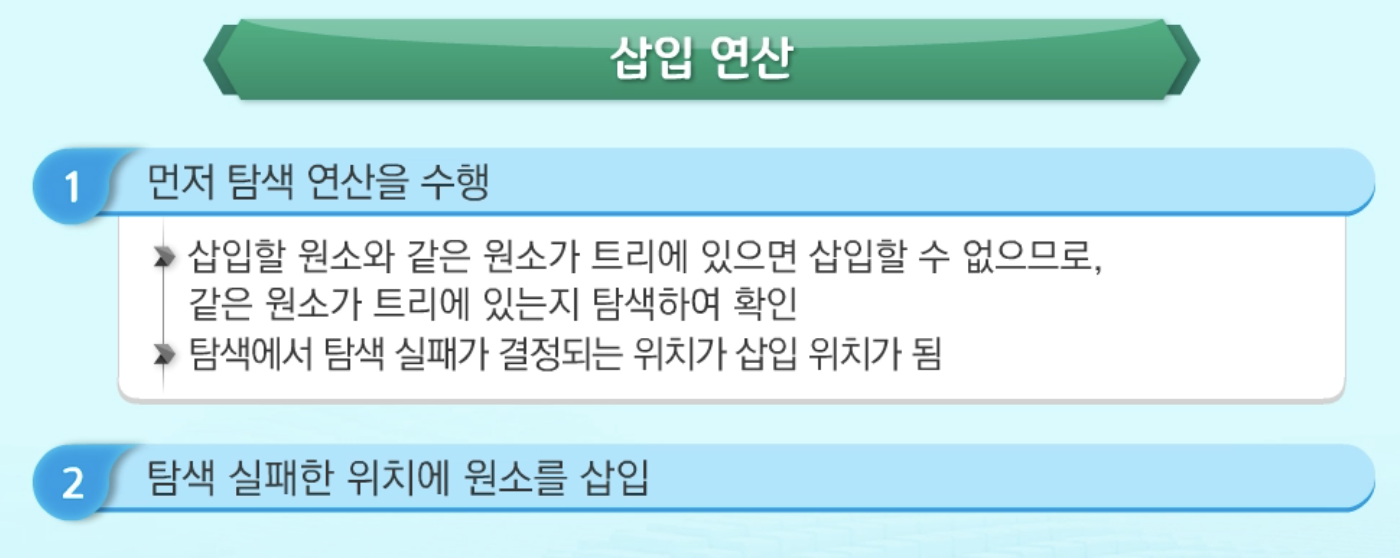 삽입 연산
1 먼저 탐색 연산을 수행
삽입할 원소와 같은 원소가 트리에 있으면 삽입할 수 없으므로,
같은 원소가 트리에 있는지 탐색하여 확인
탐색에서 탐색 실패가 결정되는 위치가 삽입 위치가 됨
2 탐색 실패한 위치에 원소를 삽입